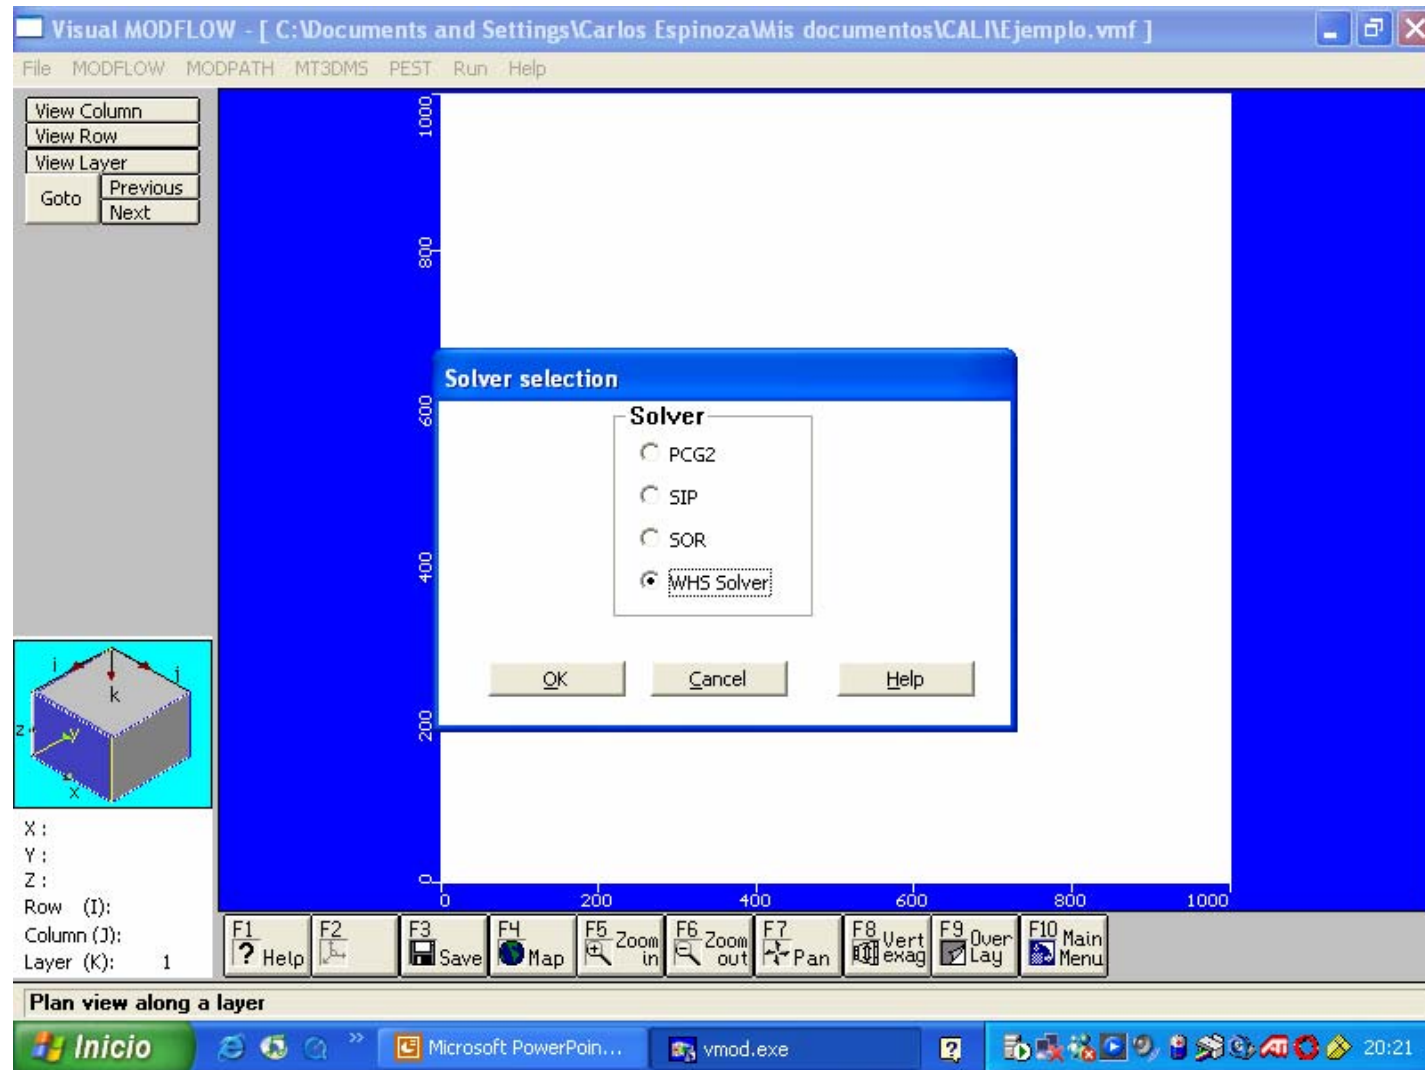 Visual MODFLOW - [ C:\Documents and Settings\Carlos Espinoza\Mis documentos\CALI\Ejemplo.vmf ]
File MODFLOW MODPATH MT3DMS PEST Run Help
View Column
View Row
View Layer
Goto
Previous
Next
1000
800
600
400
200
0
Solver selection
Solver
PCG2
SIP
SOR
WHS Solver
OK
Cancel
Help
i
j
k
z
y
x
X :
Y :
Z :
Row (I):
Column (J):
Layer (K): 1
0 200 400 600 800 1000
F1 ? Help
F2
F3 Save
F4 Map
F5 Zoom in
F6 Zoom out
F7 Pan
F8 Vert exag
F9 Over Lay
F10 Main Menu
Plan view along a layer
Inicio
»
Microsoft PowerPoin...
vmod.exe
?
ATI
20:21